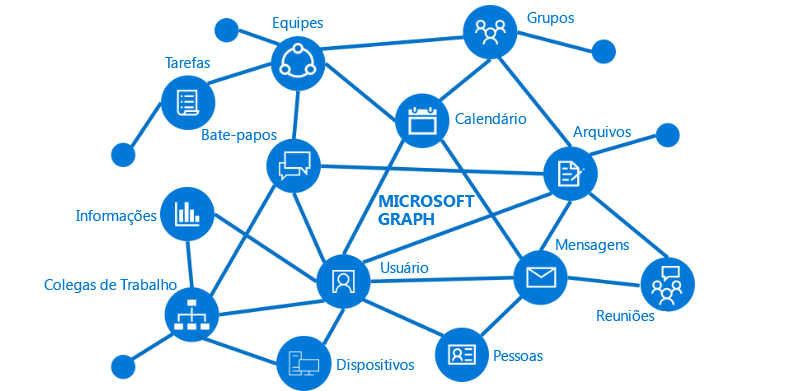 Equipes
Grupos
Tarefas
Calendário
Bate-papos
Arquivos
MICROSOFT
GRAPH
Informações
Mensagens
Usuário
Colegas de Trabalho
Reuniões
Dispositivos
Pessoas